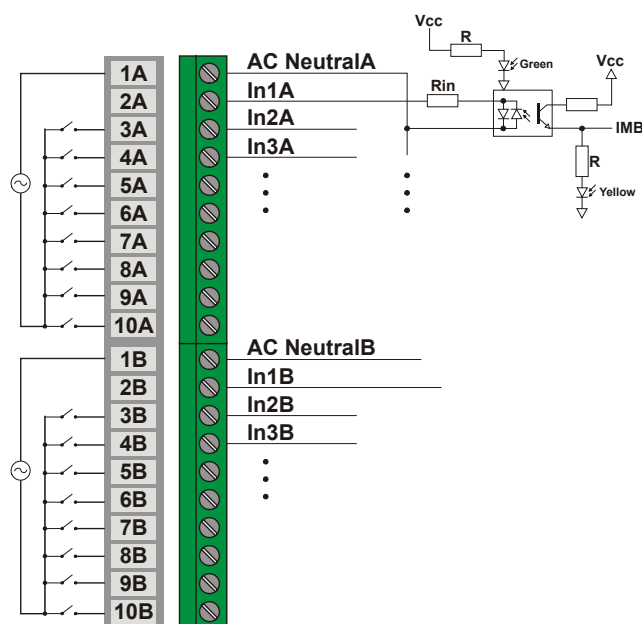 Vcc
R
Green
Vcc
1A AC NeutralA
2A In1A Rin
3A In2A IMB
4A In3A
R
5A
6A Yellow
7A
8A
9A
10A
1B AC NeutralB
2B In1B
3B In2B
4B In3B
5B
6B
7B
8B
9B
10B